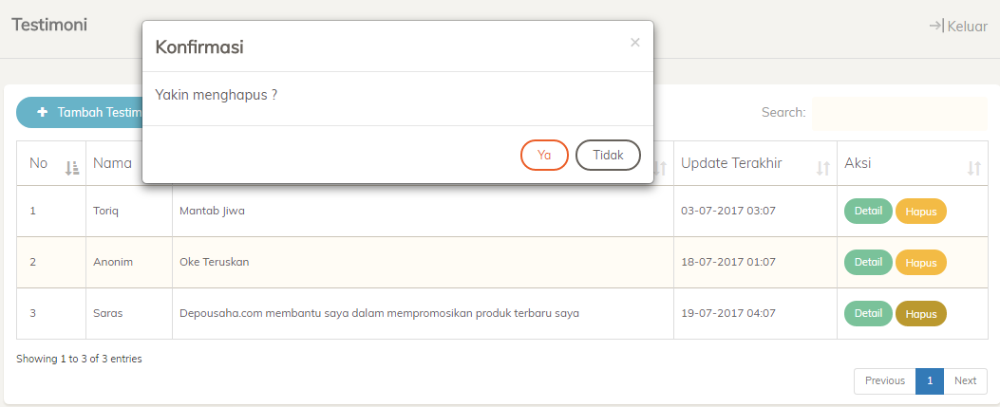 Testimoni
Keluar
Konfirmasi ×
Yakin menghapus ?
Ya Tidak
+ Tambah Testim
Search:
No Nama Update Terakhir Aksi
1 Toriq Mantab Jiwa 03-07-2017 03:07 Detail Hapus
2 Anonim Oke Teruskan 18-07-2017 01:07 Detail Hapus
3 Saras Depousaha.com membantu saya dalam mempromosikan produk terbaru saya 19-07-2017 04:07 Detail Hapus
Showing 1 to 3 of 3 entries
Previous 1 Next